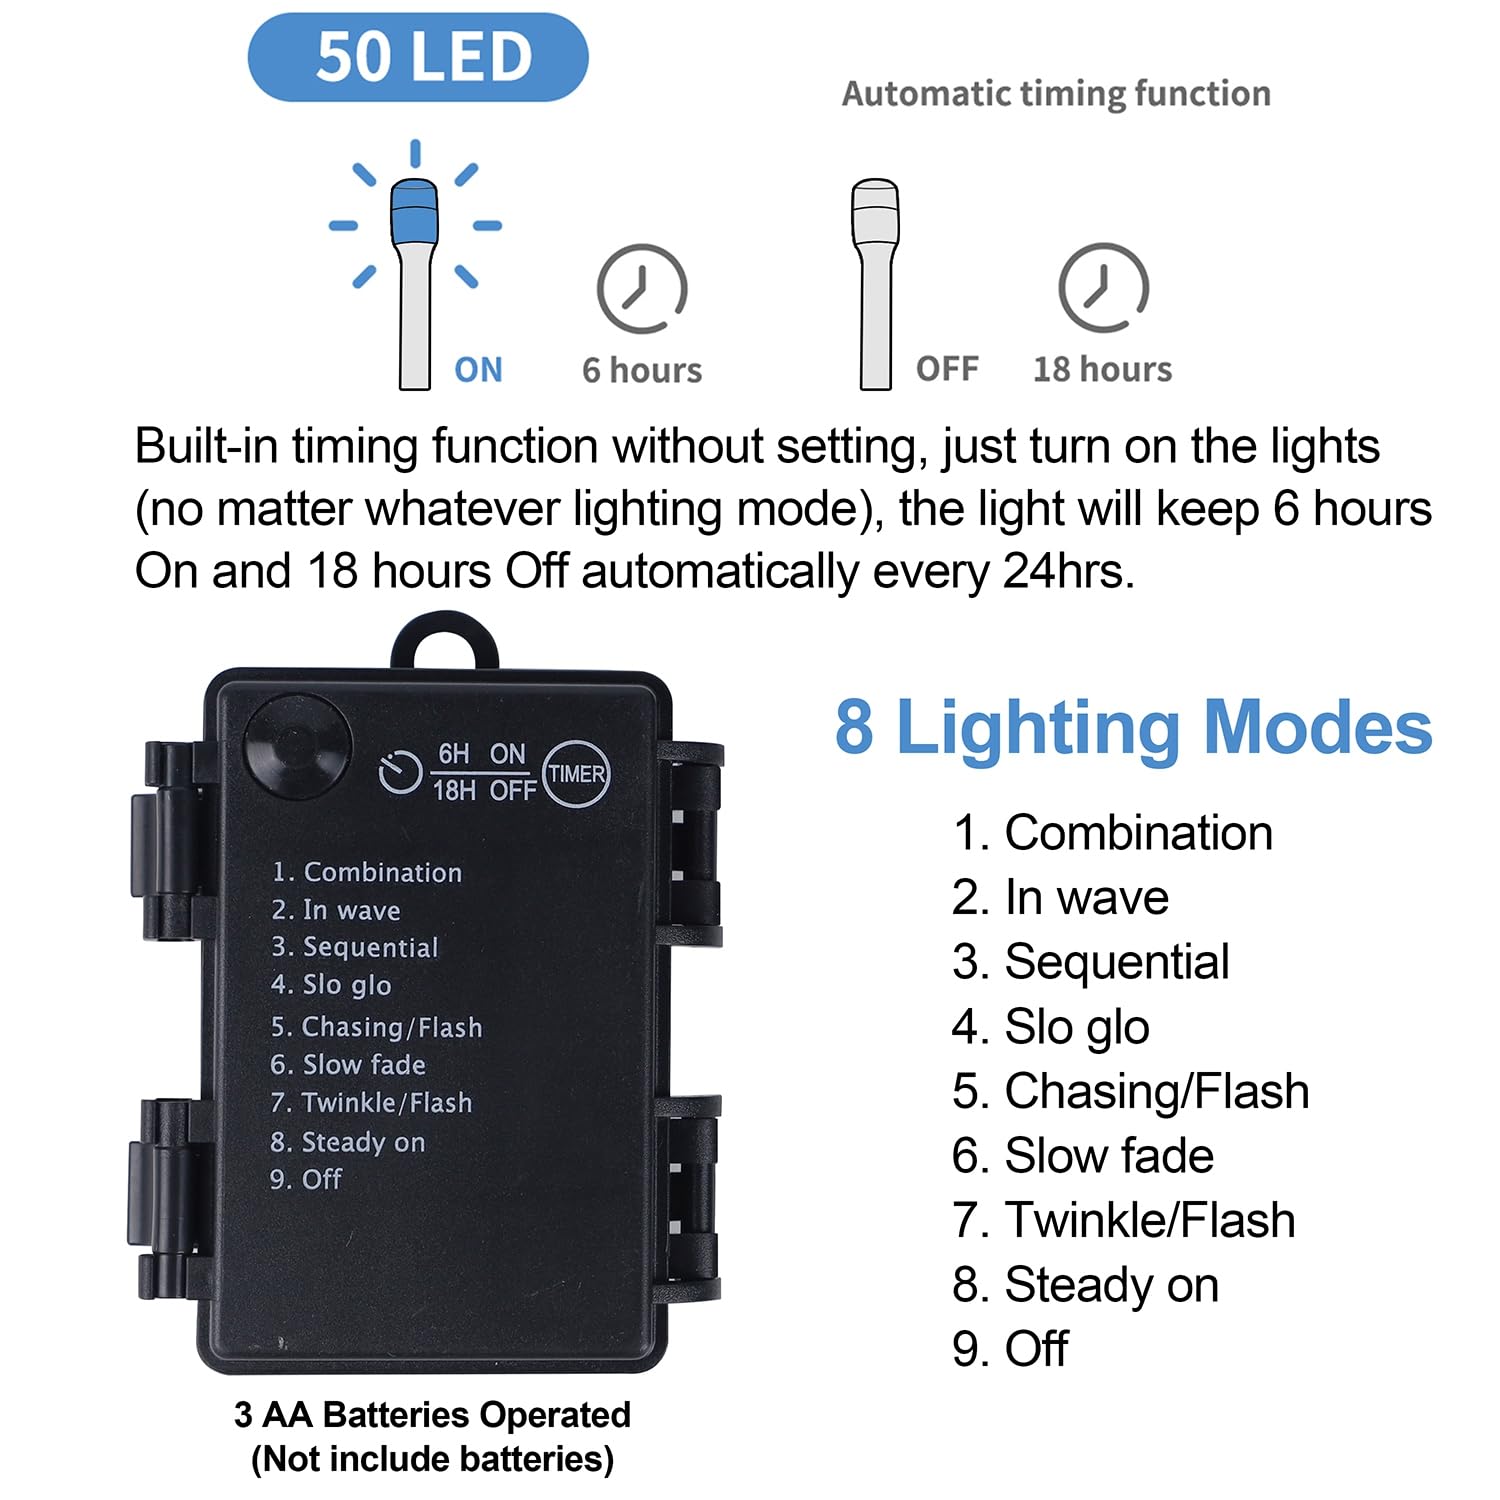 50 LED
Automatic timing function
ON
6 hours
OFF
18 hours
Built-in timing function without setting, just turn on the lights
(no matter whatever lighting mode), the light will keep 6 hours
On and 18 hours Off automatically every 24hrs.
6H ON
18H OFF
TIMER
1. Combination
2. In wave
3. Sequential
4. Slo glo
5. Chasing/Flash
6. Slow fade
7. Twinkle/Flash
8. Steady on
9. Off
3 AA Batteries Operated
(Not include batteries)
8 Lighting Modes
1. Combination
2. In wave
3. Sequential
4. Slo glo
5. Chasing/Flash
6. Slow fade
7. Twinkle/Flash
8. Steady on
9. Off